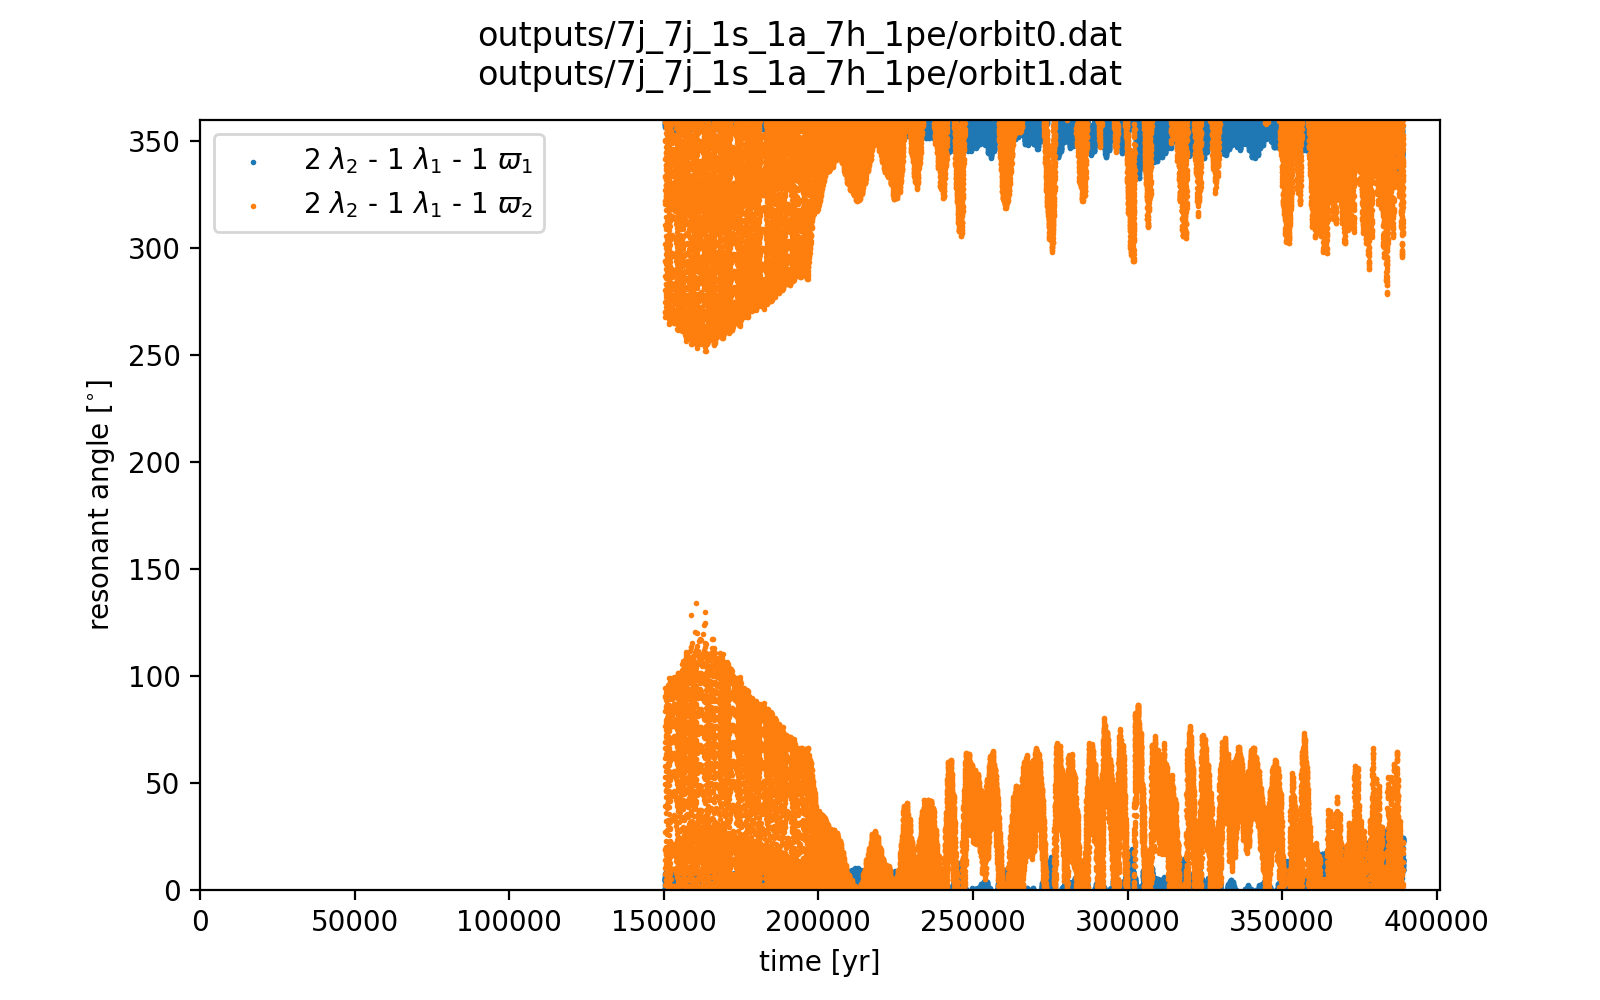 outputs/7j_7j_1s_1a_7h_1pe/orbit0.dat
outputs/7j_7j_1s_1a_7h_1pe/orbit1.dat
350
300
250
200
150
100
50
0
resonant angle [°]
2 λ₂ - 1 λ₁ - 1 ϖ₁
2 λ₂ - 1 λ₁ - 1 ϖ₂
0 50000 100000 150000 200000 250000 300000 350000 400000
time [yr]